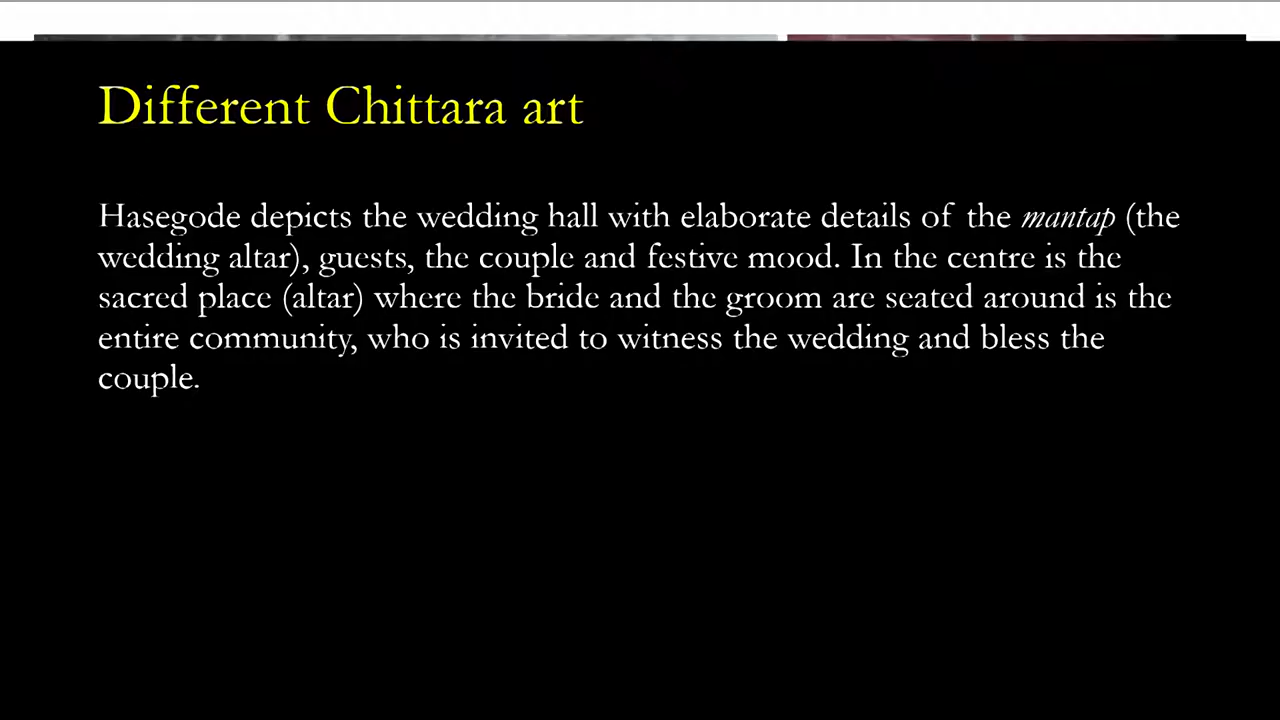 Different Chittara art
Hasegode depicts the wedding hall with elaborate details of the mantap (the
wedding altar), guests, the couple and festive mood. In the centre is the
sacred place (altar) where the bride and the groom are seated around is the
entire community, who is invited to witness the wedding and bless the
couple.